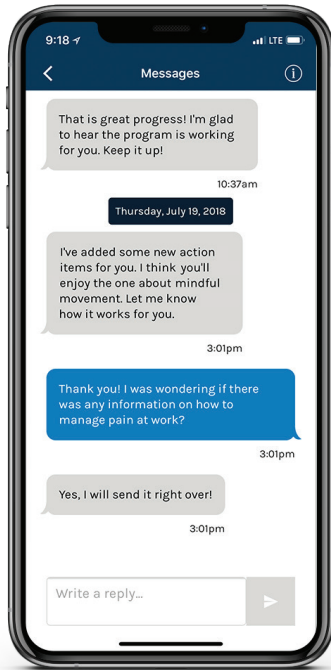 9:18 LTE
Messages
That is great progress! I'm glad
to hear the program is working
for you. Keep it up!
10:37am
Thursday, July 19, 2018
I've added some new action
items for you. I think you'll
enjoy the one about mindful
movement. Let me know
how it works for you.
3:01pm
Thank you! I was wondering if there
was any information on how to
manage pain at work?
3:01pm
Yes, I will send it right over!
3:01pm
Write a reply...